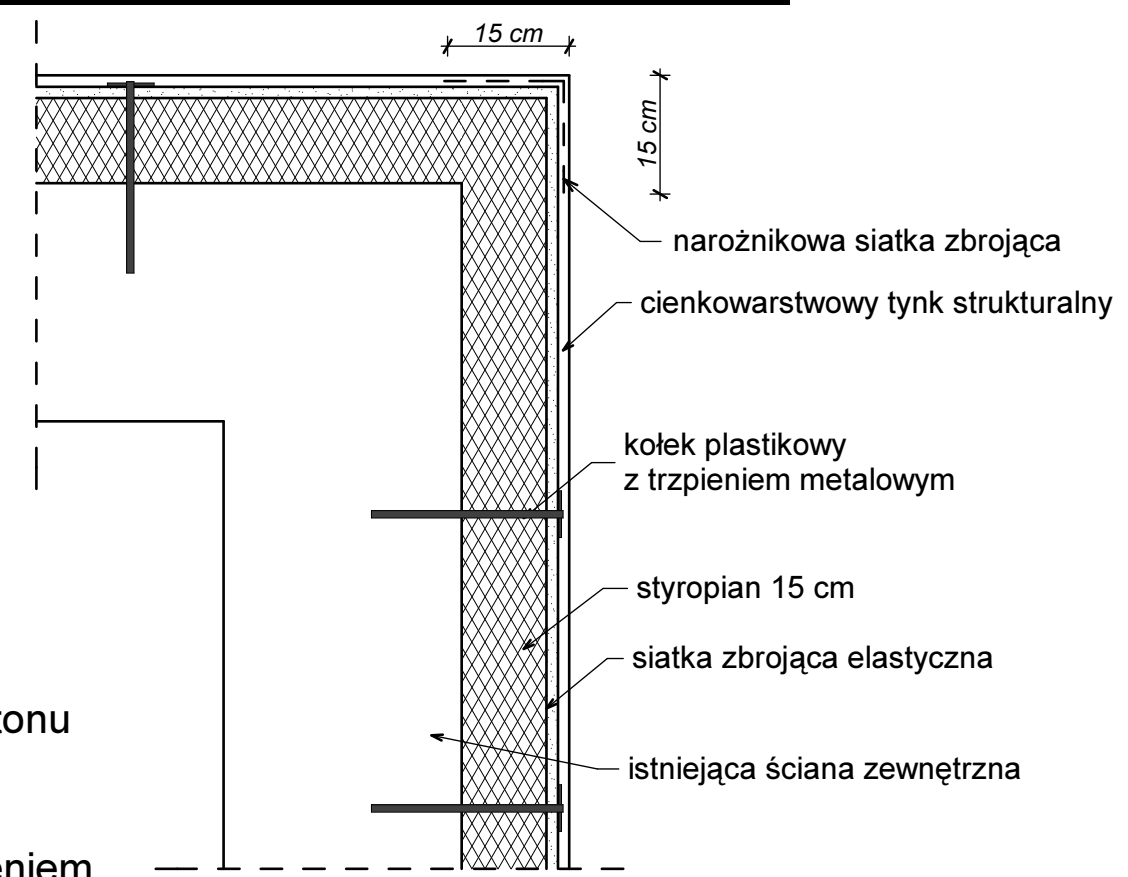 15 cm
15 cm
narożnikowa siatka zbrojąca
cienkowarstwowy tynk strukturalny
kołek plastikowy
z trzpieniem metalowym
styropian 15 cm
siatka zbrojąca elastyczna
istniejąca ściana zewnętrzna